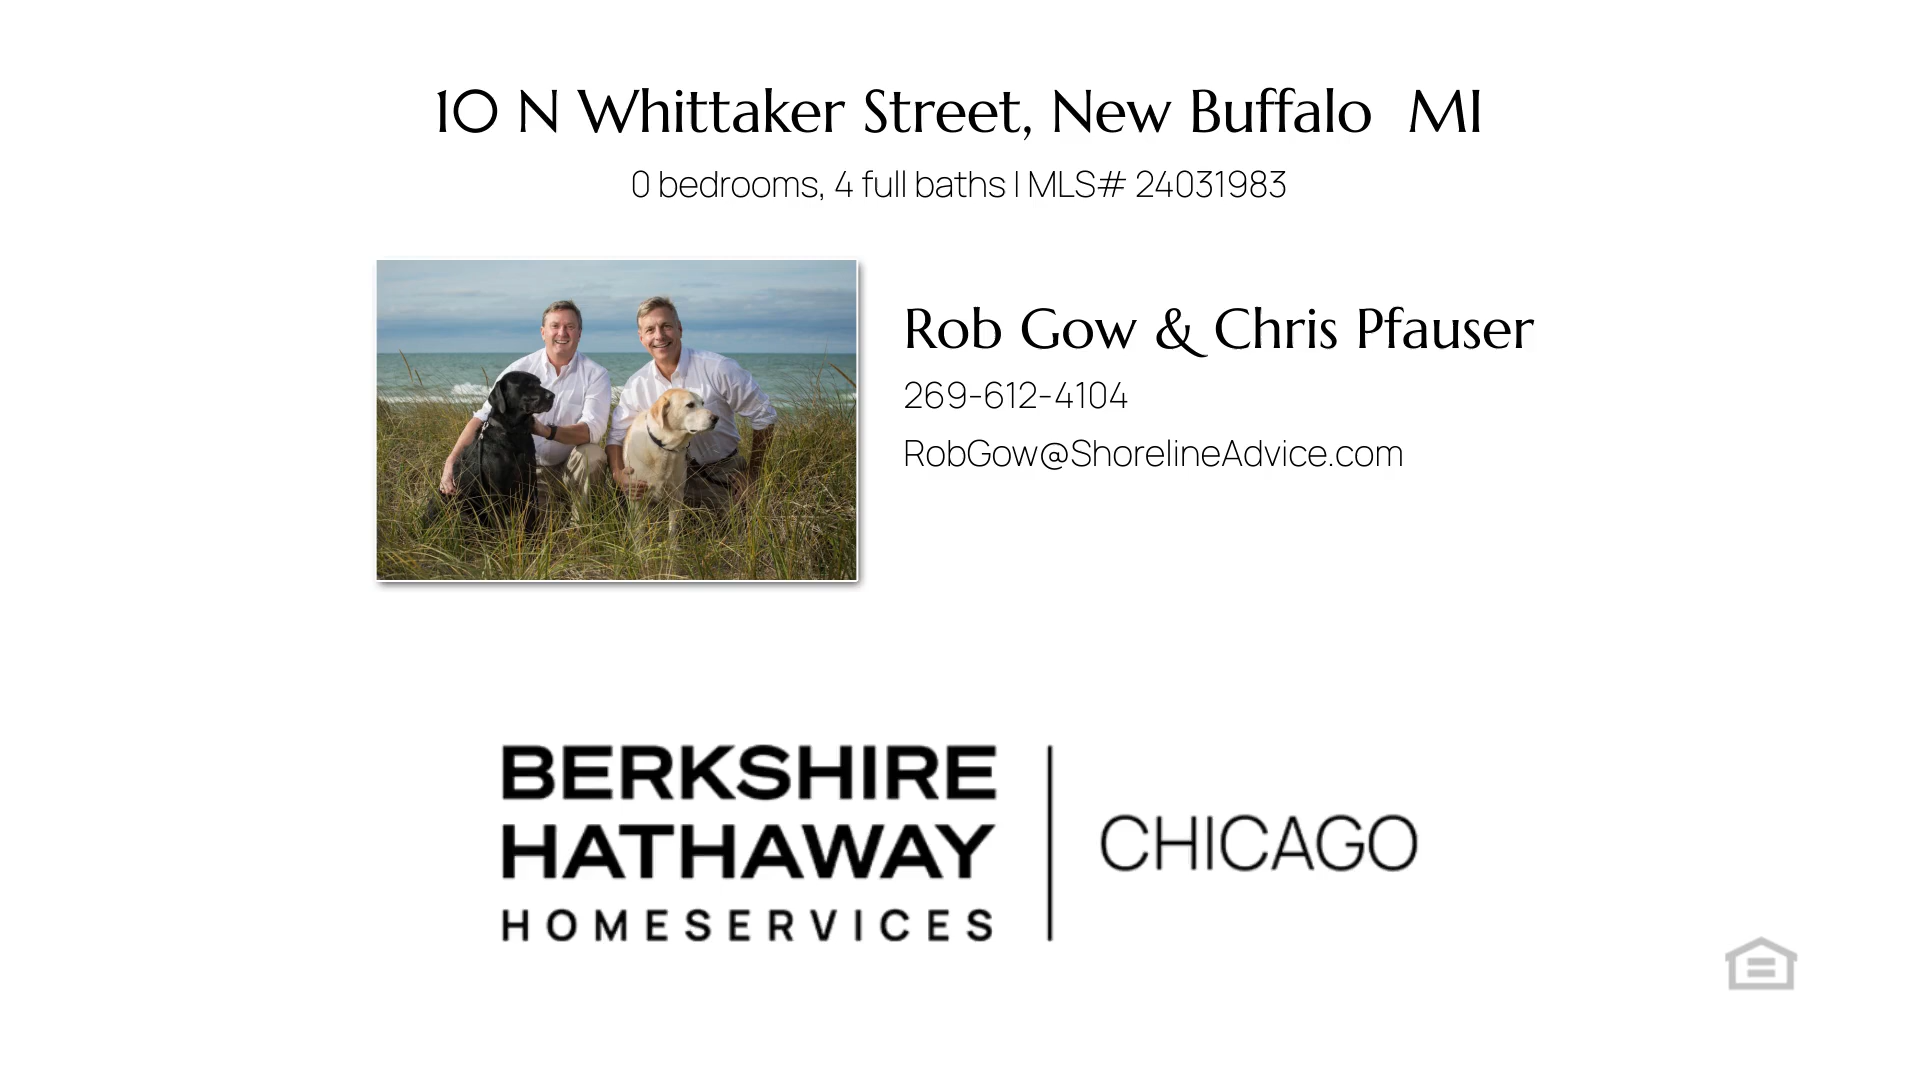 10 N Whittaker Street, New Buffalo  MI
0 bedrooms, 4 full baths | MLS# 24031983
Rob Gow & Chris Pfauser
269-612-4104
RobGow@ShorelineAdvice.com
BERKSHIRE
HATHAWAY
HOMESERVICES
CHICAGO